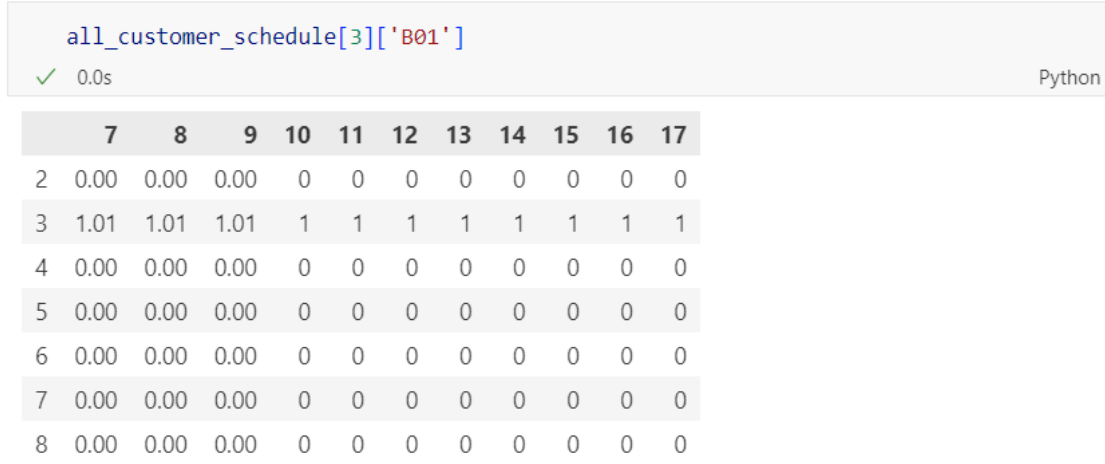 all_customer_schedule[3]['B01']
✓ 0.0s Python
7 8 9 10 11 12 13 14 15 16 17
2 0.00 0.00 0.00 0 0 0 0 0 0 0 0
3 1.01 1.01 1.01 1 1 1 1 1 1 1 1
4 0.00 0.00 0.00 0 0 0 0 0 0 0 0
5 0.00 0.00 0.00 0 0 0 0 0 0 0 0
6 0.00 0.00 0.00 0 0 0 0 0 0 0 0
7 0.00 0.00 0.00 0 0 0 0 0 0 0 0
8 0.00 0.00 0.00 0 0 0 0 0 0 0 0